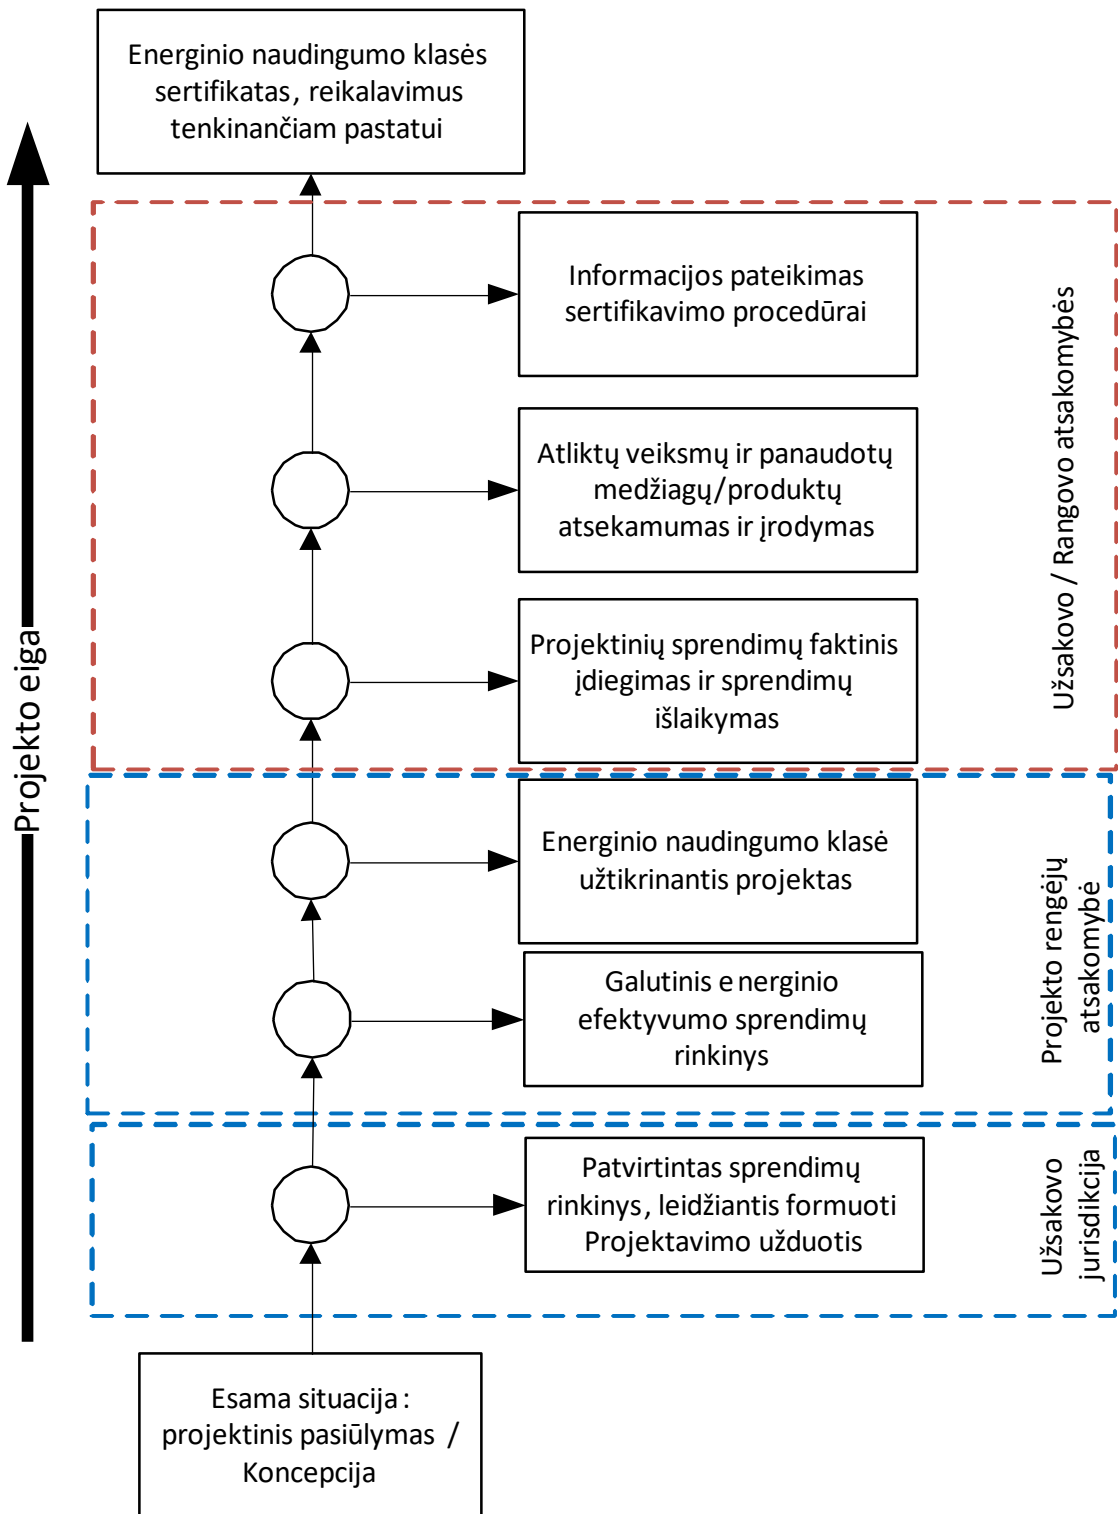 Energinio naudingumo klasės
sertifikatas, reikalavimus
tenkinančiam pastatui
Informacijos pateikimas
sertifikavimo procedūrai
Atliktų veiksmų ir panaudotų
medžiagų/produktų
atsekamumas ir įrodymas
Projektinių sprendimų faktinis
įdiegimas ir sprendimų
išlaikymas
Užsakovo / Rangovo atsakomybės
Projekto eiga
Energinio naudingumo klasė
užtikrinantis projektas
Galutinis energinio
efektyvumo sprendimų
rinkinys
Projekto rengėjų
atsakomybė
Patvirtintas sprendimų
rinkinys, leidžiantis formuoti
Projektavimo užduotis
Užsakovo
jurisdikcija
Esama situacija :
projektinis pasiūlymas /
Koncepcija